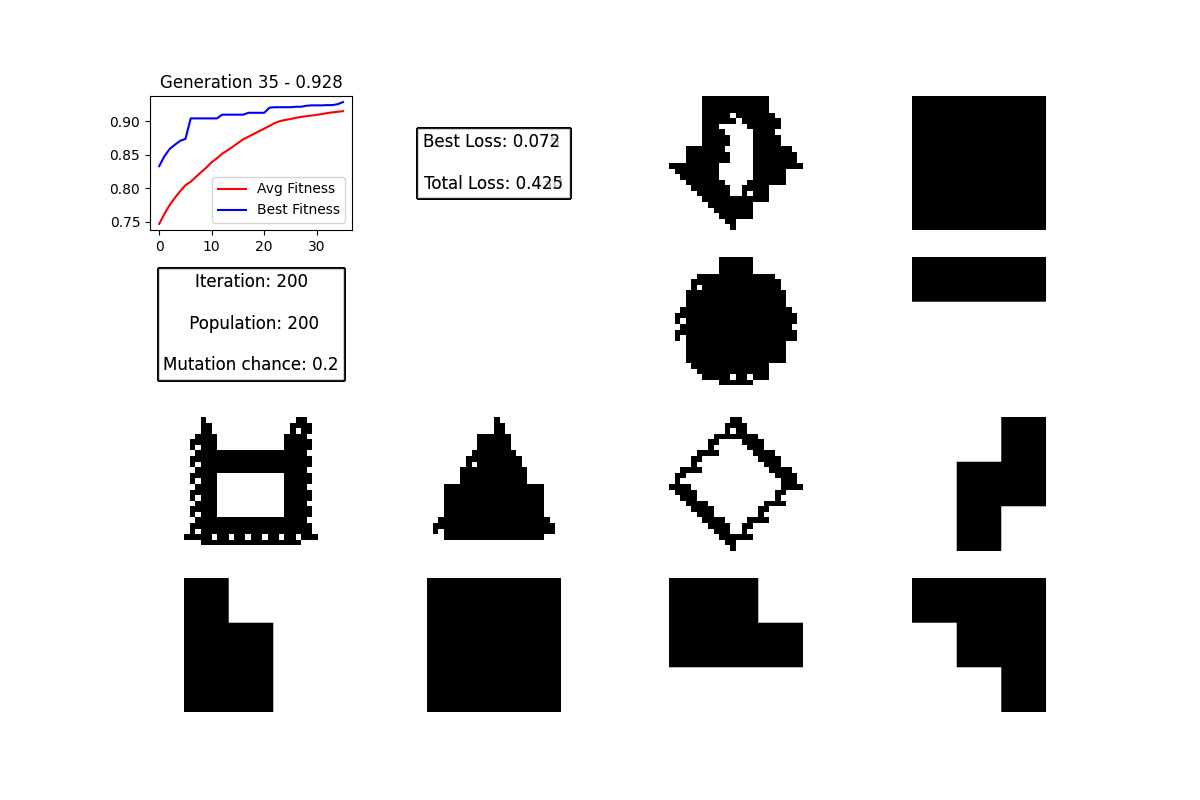 Generation 35 - 0.928
0.90
0.85
0.80
0.75
Avg Fitness
Best Fitness
0 10 20 30
Best Loss: 0.072
Total Loss: 0.425
Iteration: 200
Population: 200
Mutation chance: 0.2